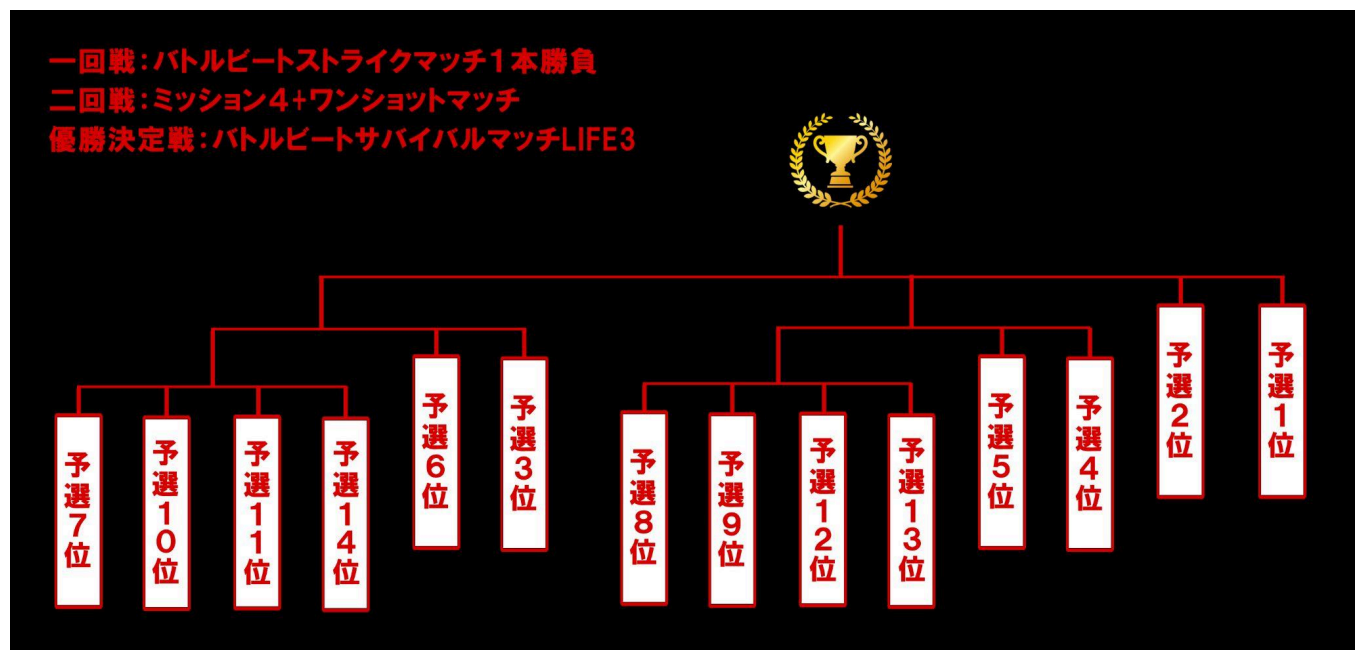 一回戦：バトルビートストライクマッチ１本勝負
二回戦：ミッション４+ワンショットマッチ
優勝決定戦：バトルビートサバイバルマッチLIFE3
予選７位
予選１０位
予選１１位
予選１４位
予選６位
予選３位
予選８位
予選９位
予選１２位
予選１３位
予選５位
予選４位
予選２位
予選１位